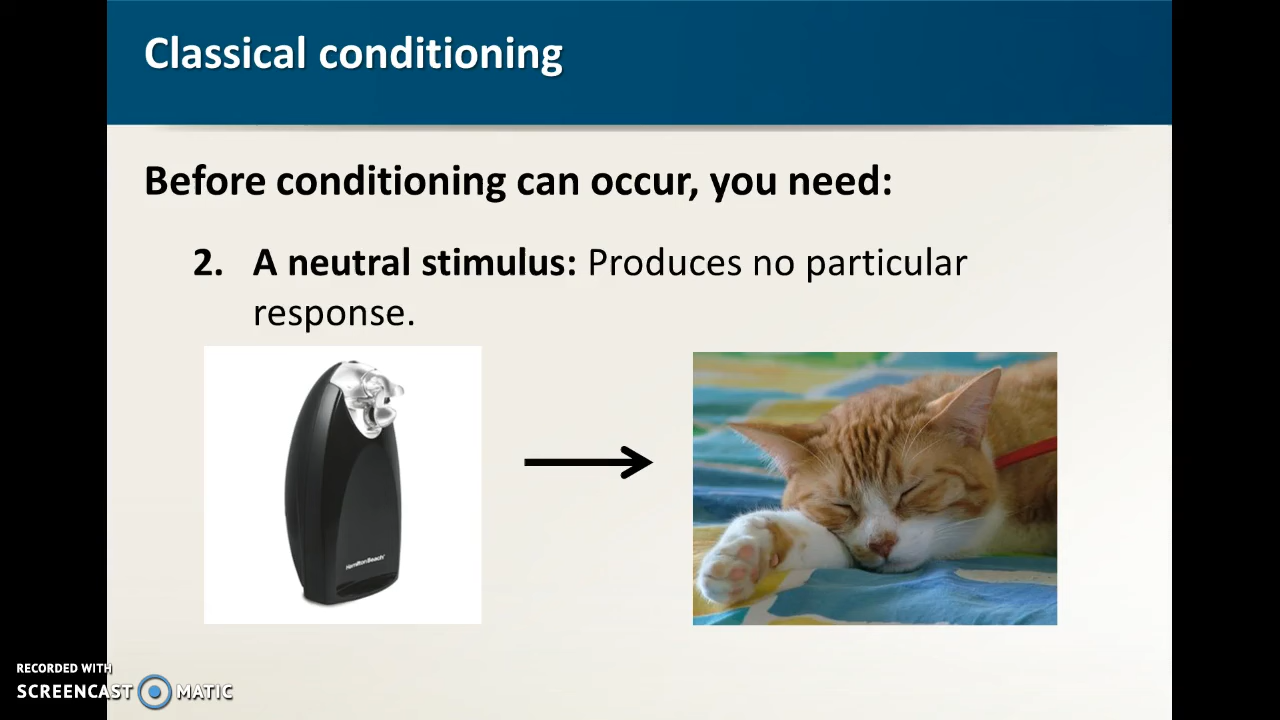 Classical conditioning
Before conditioning can occur, you need:
2. A neutral stimulus: Produces no particular
response.
HamiltonBeach
RECORDED WITH
SCREENCAST MATIC